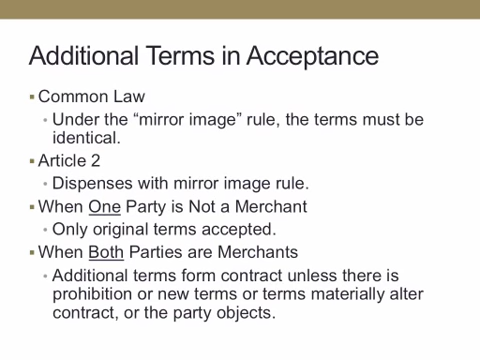 Additional Terms in Acceptance
▪ Common Law
• Under the “mirror image” rule, the terms must be
identical.
▪ Article 2
• Dispenses with mirror image rule.
▪ When One Party is Not a Merchant
• Only original terms accepted.
▪ When Both Parties are Merchants
• Additional terms form contract unless there is
prohibition or new terms or terms materially alter
contract, or the party objects.